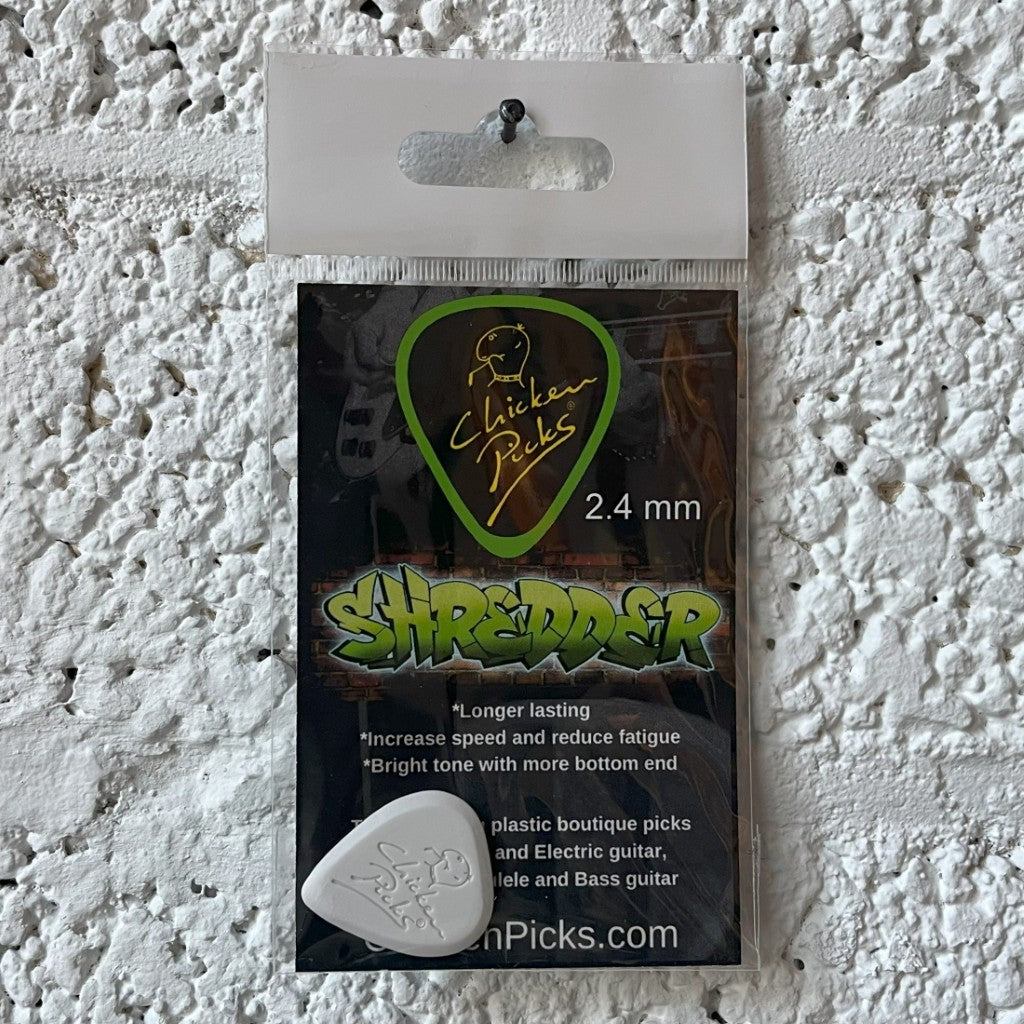 Chicken
Picks®
2.4 mm
SHREDDER
*Longer lasting
*Increase speed and reduce fatigue
*Bright tone with more bottom end
plastic boutique picks
and Electric guitar,
and Bass guitar
Picks.com
Chicken
Picks